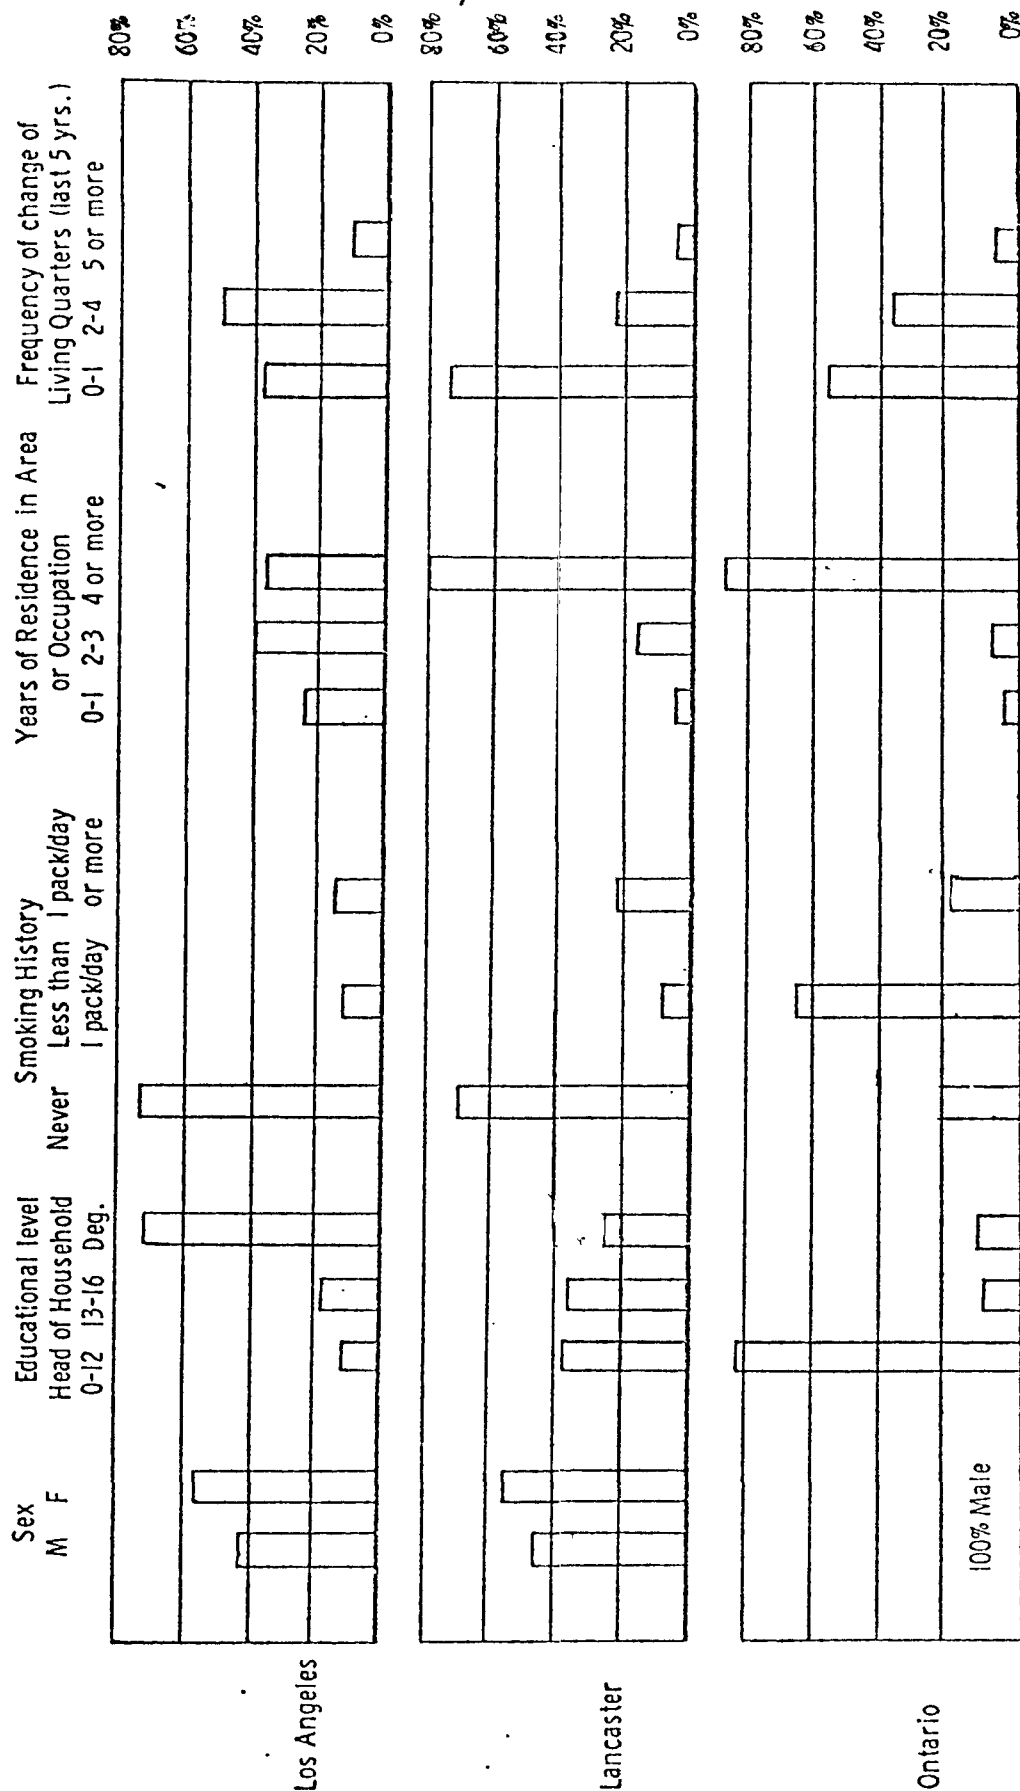 Sex
M F
Educational level
Head of Household
0-12 13-16 Deg.
Smoking History
Never Less than 1 pack/day
1 pack/day or more
Years of Residence in Area
or Occupation
0-1 2-3 4 or more
Frequency of change of
Living Quarters (last 5 yrs.)
0-1 2-4 5 or more
Los Angeles
80%
60%
40%
20%
0%
Lancaster
80%
60%
40%
20%
0%
Ontario
100% Male
80%
60%
40%
20%
0%